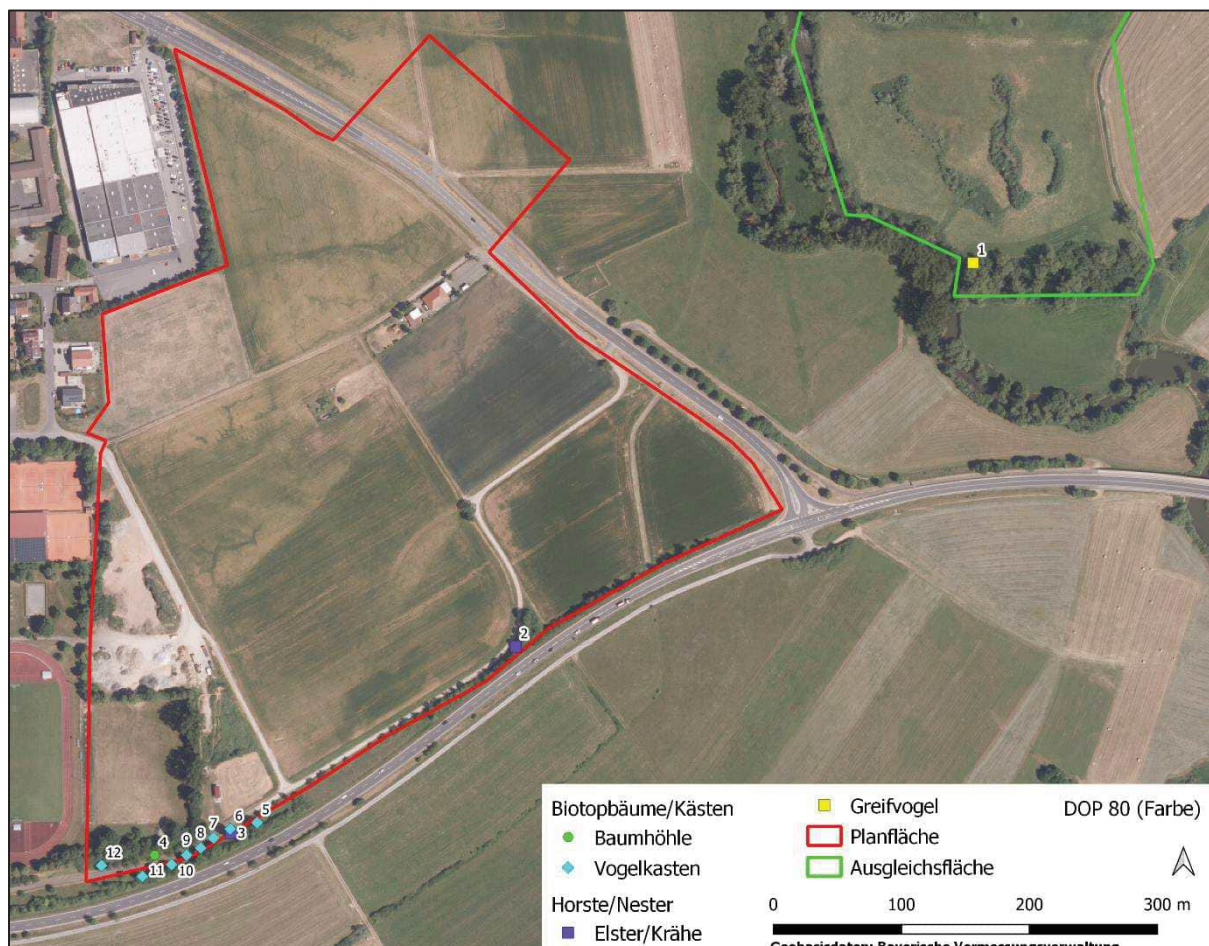 1
2
3
4
5
6
7
8
9
10
11
12
Biotopbäume/Kästen
Baumhöhle
Vogelkasten
Horste/Nester
Elster/Krähe
Greifvogel
Planfläche
Ausgleichsfläche
DOP 80 (Farbe)
0 100 200 300 m
Geobasisdaten: Bayerische Vermessungsverwaltung